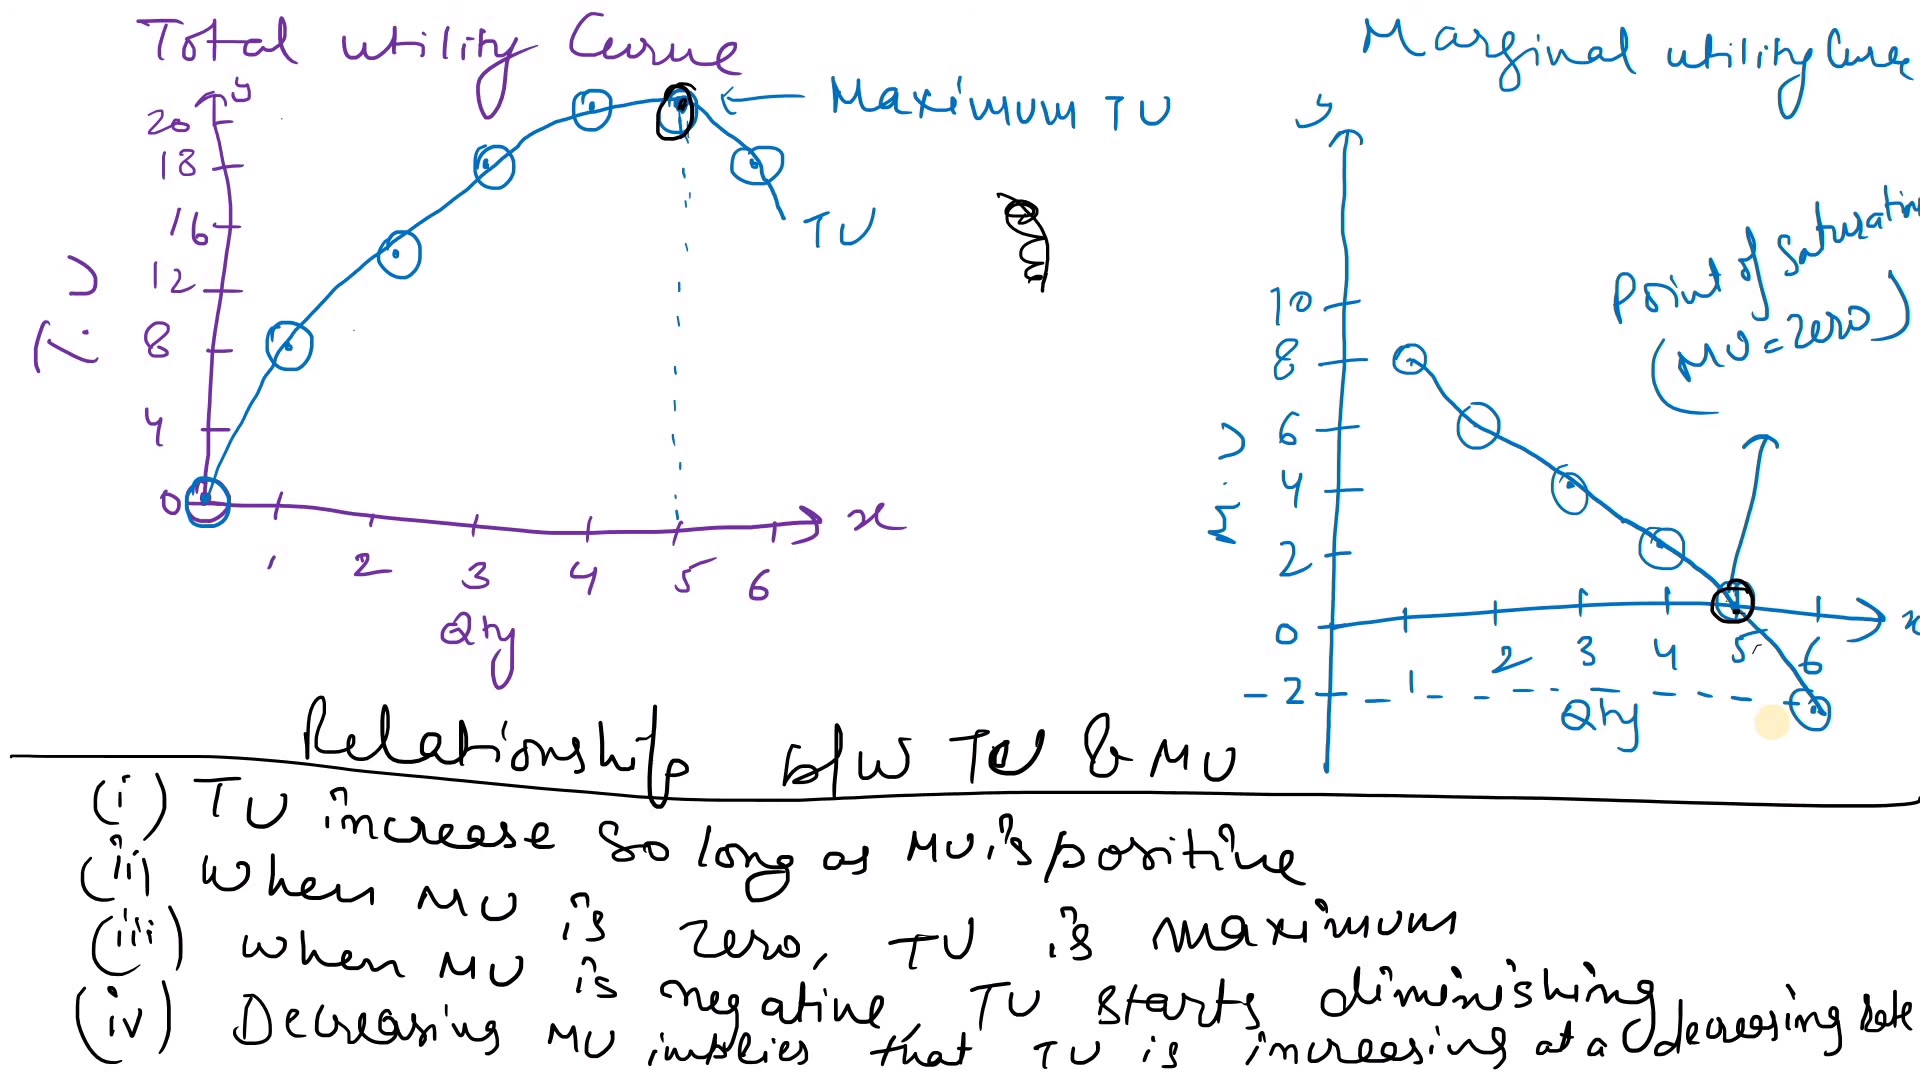 Total utility Curve
y
20
18
16
12
8
4
0
1 2 3 4 5 6
x
Qty
Maximum TU
TU
Marginal utility Curve
y
10
8
6
4
2
0
-2
1 2 3 4 5 6
x
Qty
Point of Saturation
(MU = zero)
Relationship b/w TU & MU
(i) TU increase so long as MU is positive
(ii) When MU is zero, TU is maximum
(iii) when MU is negative, TU starts diminishing
(iv) Decreasing MU implies that TU is increasing at a decreasing rate